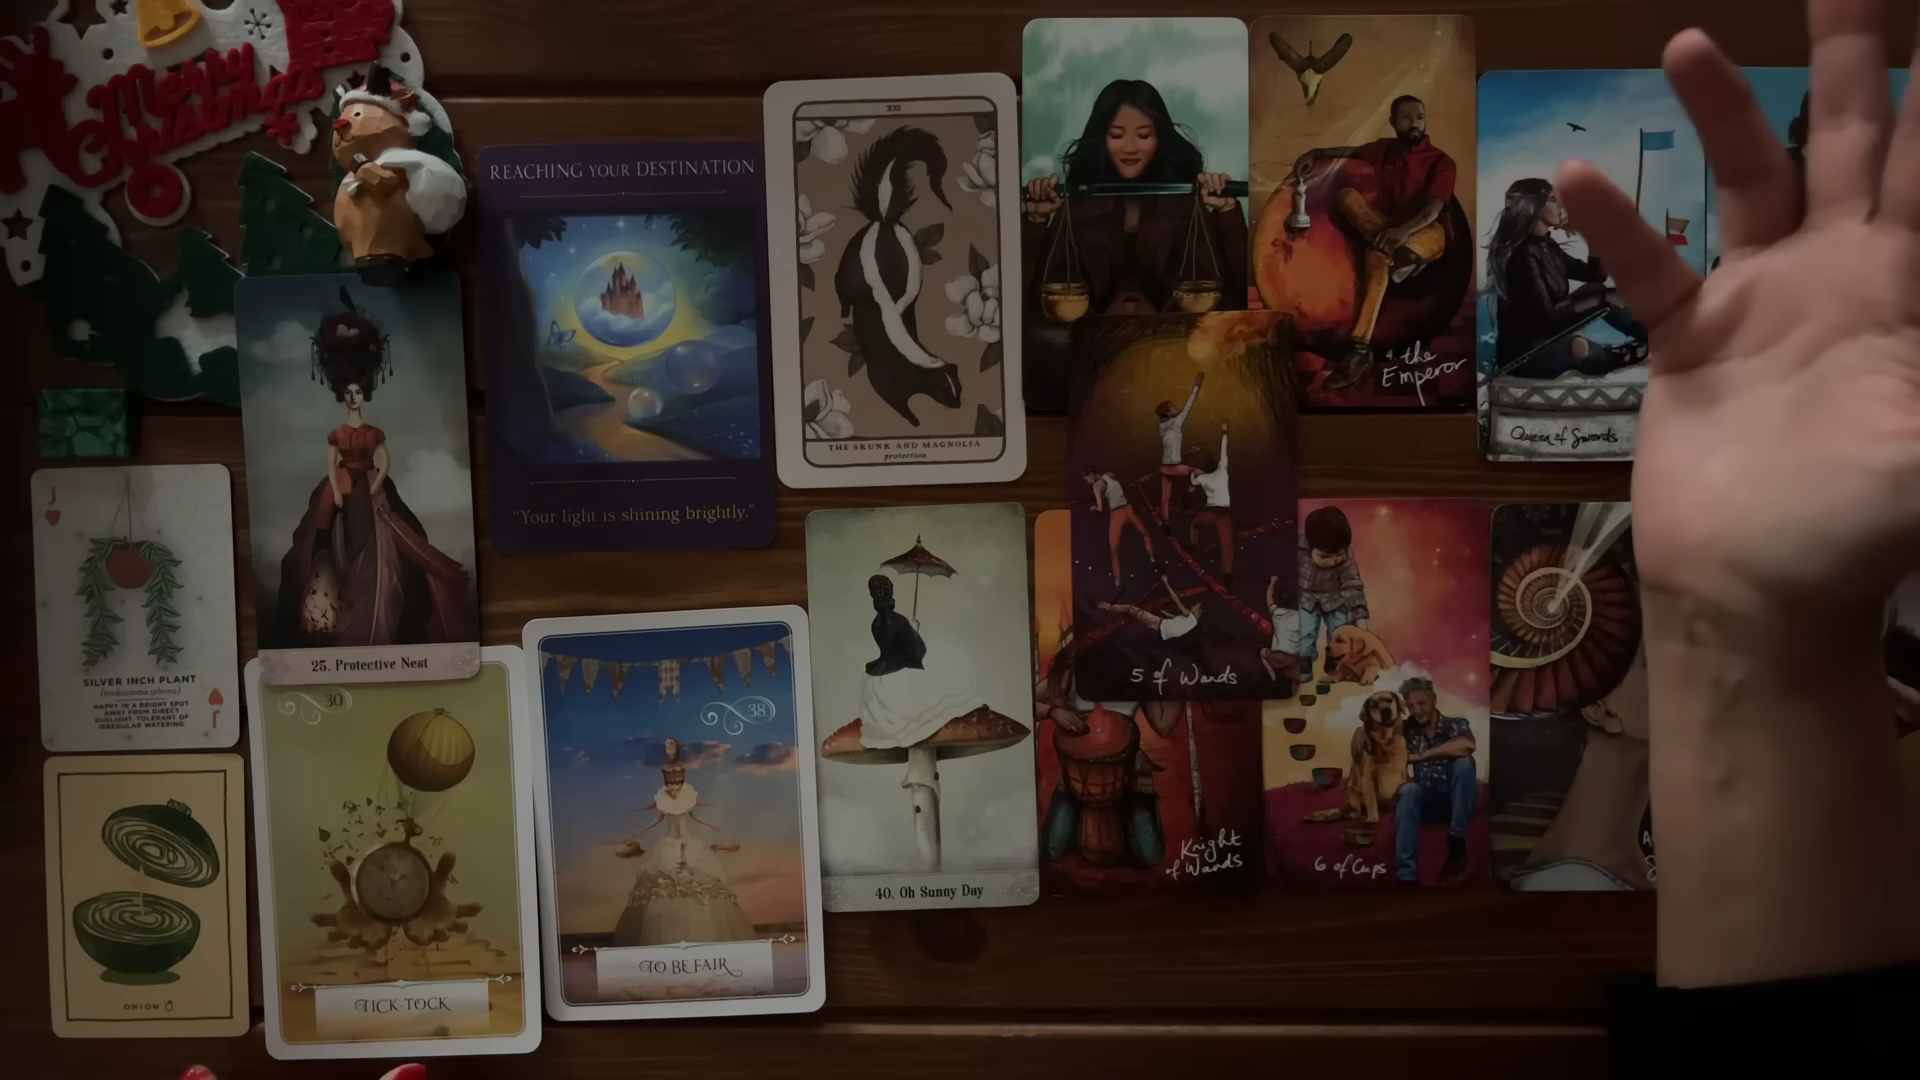 Merry
Christmas
REACHING YOUR DESTINATION
"Your light is shining brightly."
XXI
THE SKUNK AND MAGNOLIA
protection
4 the
Emperor
Queen of Swords
J
SILVER INCH PLANT
(tradescantia zebrina)
HAPPY IN A BRIGHT SPOT
AWAY FROM DIRECT
SUNLIGHT. TOLERANT OF
IRREGULAR WATERING
J
25. Protective Nest
30
TICK-TOCK
38
TO BE FAIR
40. Oh Sunny Day
5 of Wands
Knight
of Wands
6 of Cups
ONION